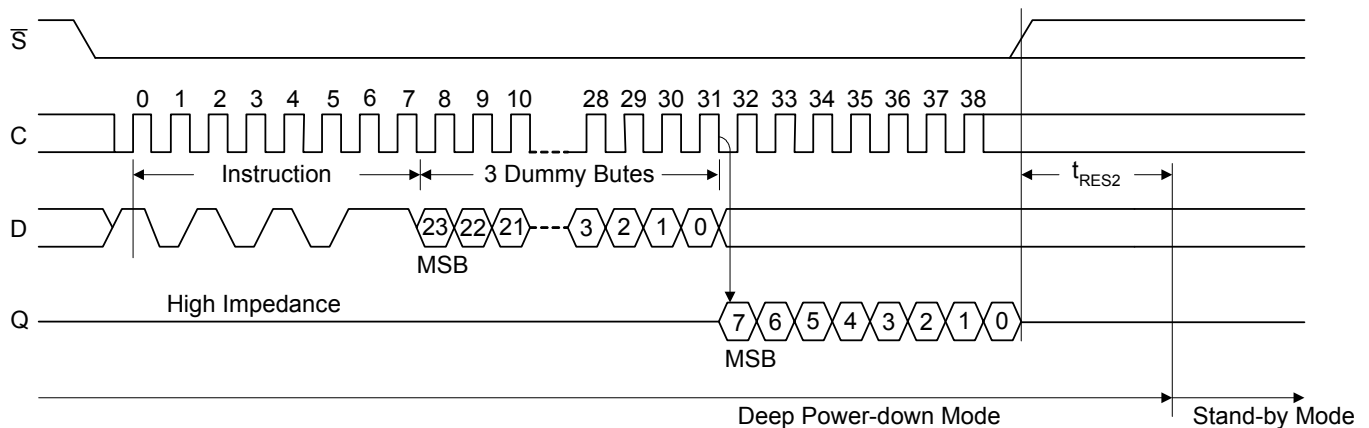 S
0 1 2 3 4 5 6 7 8 9 10 28 29 30 31 32 33 34 35 36 37 38
C
Instruction 3 Dummy Butes tRES2
D 23 22 21 3 2 1 0
MSB
High Impedance
Q 7 6 5 4 3 2 1 0
MSB
Deep Power-down Mode Stand-by Mode